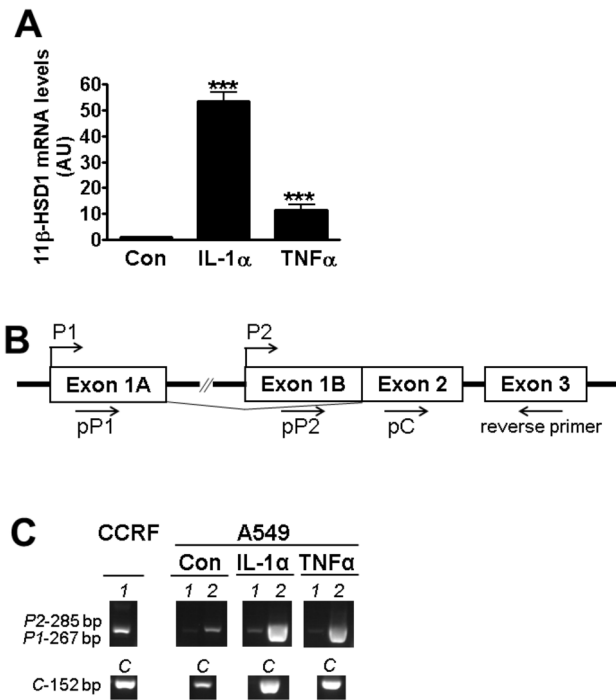 A
11β-HSD1 mRNA levels
(AU)
60
50
40
30
20
10
0
***
***
Con IL-1α TNFα
B
P1 P2
Exon 1A Exon 1B Exon 2 Exon 3
pP1 pP2 pC reverse primer
C
CCRF A549
Con IL-1α TNFα
1 1 2 1 2 1 2
P2-285 bp
P1-267 bp
C C C C
C-152 bp